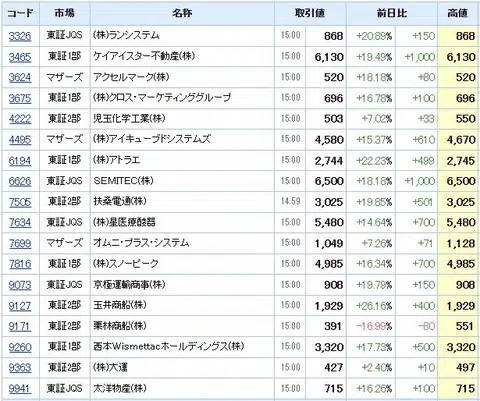 コード 市場 名称 取引値 前日比 高値
3326 東証JQS (株)ランシステム 15:00 868 +20.89% +150 868
3465 東証1部 ケイアイスター不動産(株) 15:00 6,130 +19.49% +1,000 6,130
3624 マザーズ アクセルマーク(株) 15:00 520 +18.18% +80 520
3675 東証1部 (株)クロス・マーケティンググループ 15:00 696 +16.78% +100 696
4222 東証2部 児玉化学工業(株) 15:00 503 +7.02% +33 550
4495 マザーズ (株)アイキューブドシステムズ 15:00 4,580 +15.37% +610 4,670
6194 東証1部 (株)アトラエ 15:00 2,744 +22.23% +499 2,745
6626 東証JQS SEMITEC(株) 15:00 6,500 +18.18% +1,000 6,500
7505 東証2部 扶桑電通(株) 14:59 3,025 +19.85% +501 3,025
7634 東証JQS (株)星医療酸器 15:00 5,480 +14.64% +700 5,480
7699 マザーズ オムニ・プラス・システム 15:00 1,049 +7.26% +71 1,128
7816 東証1部 (株)スノーピーク 15:00 4,985 +16.34% +700 4,985
9073 東証JQS 京極運輸商事(株) 15:00 908 +19.79% +150 908
9127 東証2部 玉井商船(株) 15:00 1,929 +26.16% +400 1,929
9171 東証2部 栗林商船(株) 15:00 391 -16.99% -80 551
9260 東証1部 西本Wismettacホールディングス(株) 15:00 3,320 +17.73% +500 3,320
9363 東証2部 (株)大運 15:00 427 +2.40% +10 497
9941 東証JQS 太洋物産(株) 15:00 715 +16.26% +100 715